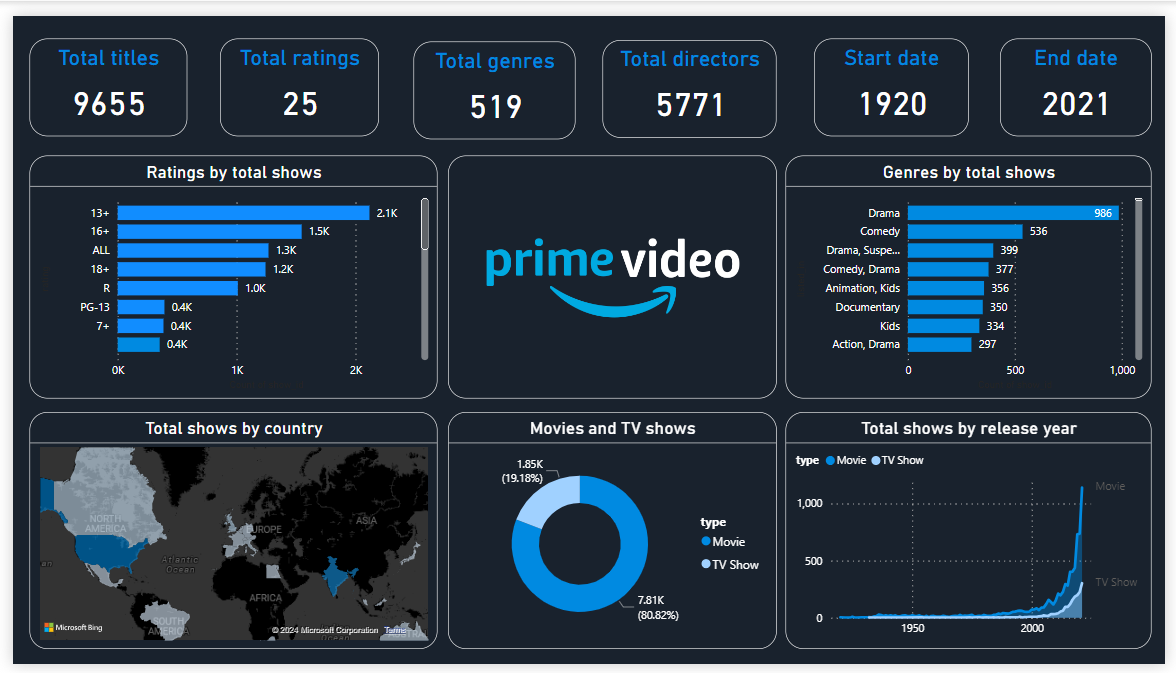 Total titles
9655
Total ratings
25
Total genres
519
Total directors
5771
Start date
1920
End date
2021
Ratings by total shows
13+ 2.1K
16+ 1.5K
ALL 1.3K
18+ 1.2K
R 1.0K
PG-13 0.4K
7+ 0.4K
0.4K
0K 1K 2K
prime video
Genres by total shows
Drama 986
Comedy 536
Drama, Suspe... 399
Comedy, Drama 377
Animation, Kids 356
Documentary 350
Kids 334
Action, Drama 297
0 500 1,000
Total shows by country
NORTH
AMERICA
EUROPE
ASIA
an
Atlantic
Ocean
AFRICA
SOUTH
AMERICA
Microsoft Bing
© 2024 Microsoft Corporation Terms
Movies and TV shows
1.85K
(19.18%)
type
Movie
TV Show
7.81K
(80.82%)
Total shows by release year
type Movie TV Show
Movie
1,000
500
TV Show
0
1950 2000